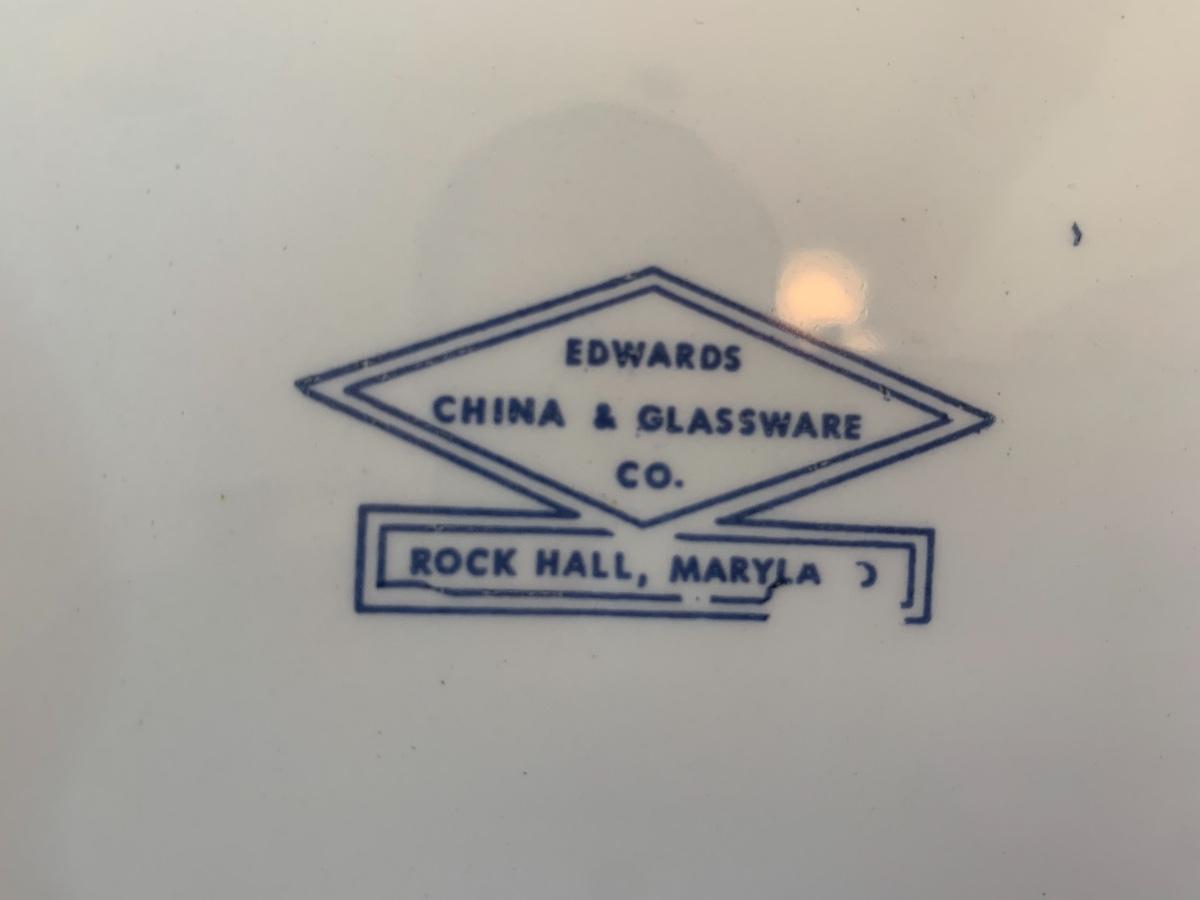 EDWARDS
CHINA & GLASSWARE
CO.
ROCK HALL, MARYLA